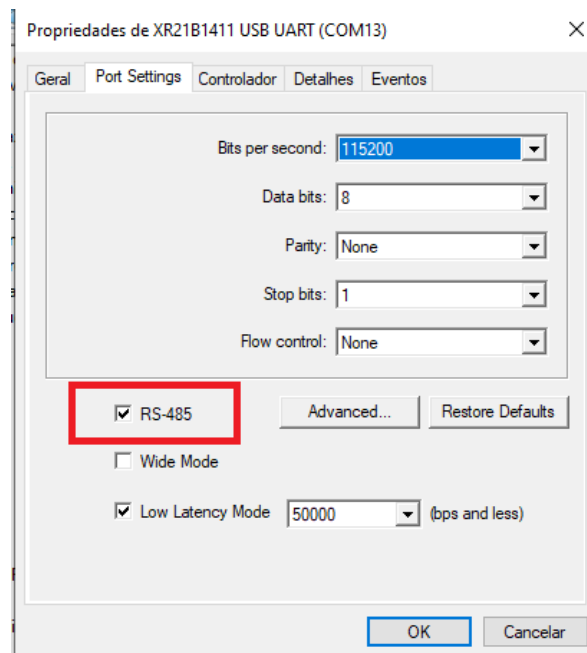 Propriedades de XR21B1411 USB UART (COM13)
Geral Port Settings Controlador Detalhes Eventos
Bits per second: 115200
Data bits: 8
Parity: None
Stop bits: 1
Flow control: None
RS-485 Advanced... Restore Defaults
Wide Mode
Low Latency Mode 50000 (bps and less)
OK Cancelar